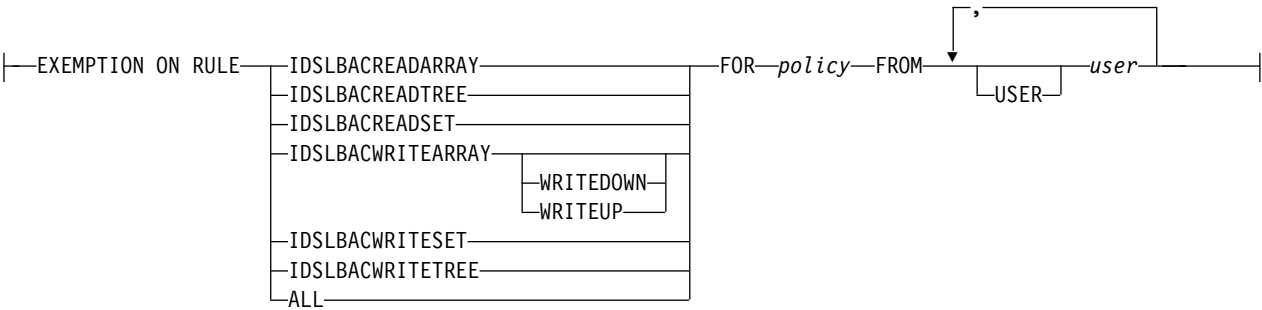 ,
EXEMPTION ON RULE IDSLBACREADARRAY FOR policy FROM user
IDSLBACREADTREE USER
IDSLBACREADSET
IDSLBACWRITEARRAY
WRITEDOWN
WRITEUP
IDSLBACWRITESET
IDSLBACWRITETREE
ALL